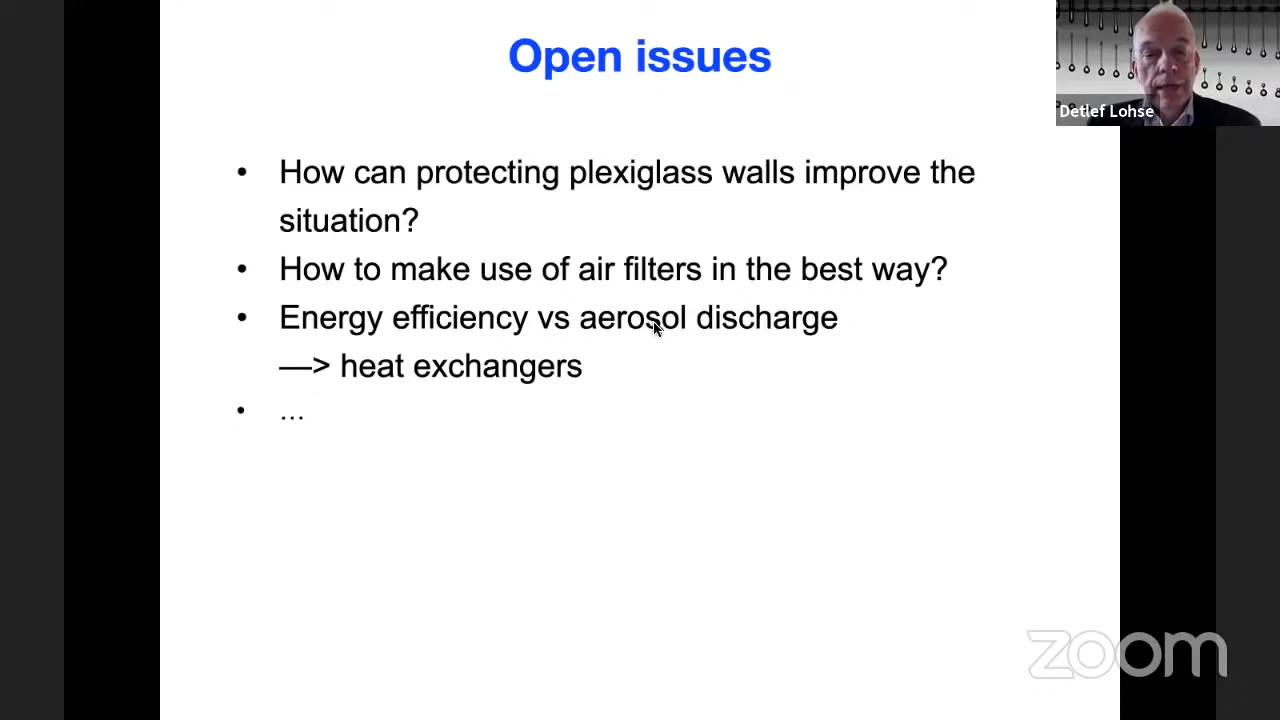 Open issues
Detlef Lohse
• How can protecting plexiglass walls improve the
situation?
• How to make use of air filters in the best way?
• Energy efficiency vs aerosol discharge
—> heat exchangers
• ...
zoom